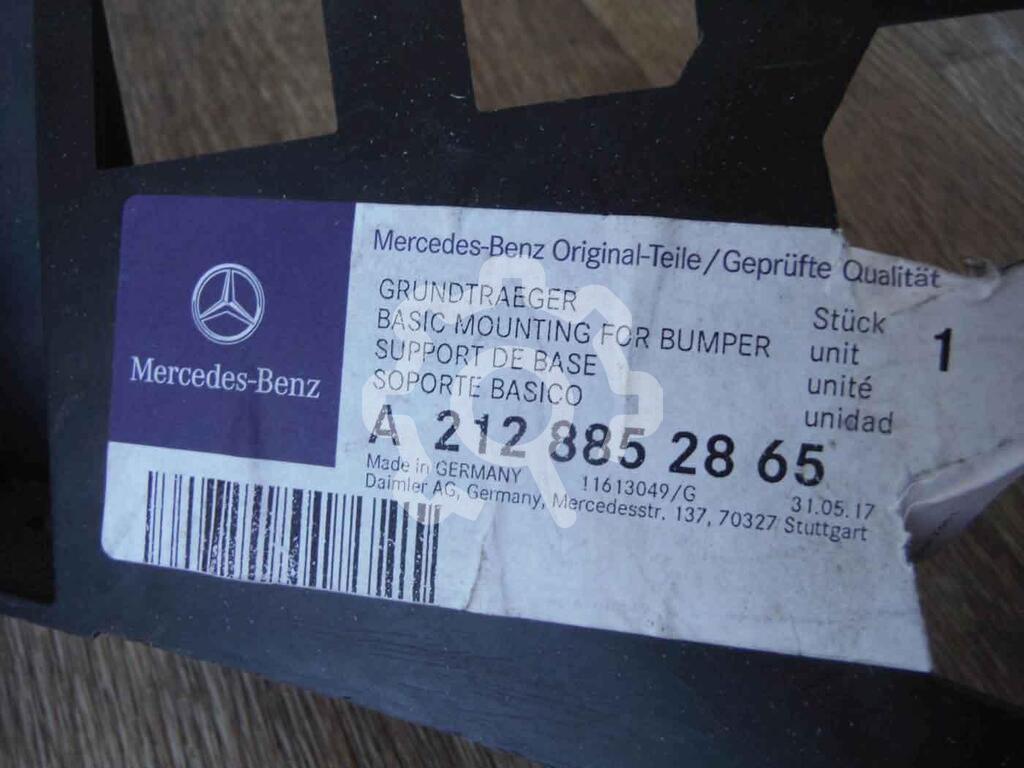 Mercedes-Benz
Mercedes-Benz Original-Teile/Geprüfte Qualität
GRUNDTRAEGER
BASIC MOUNTING FOR BUMPER
SUPPORT DE BASE
SOPORTE BASICO
Stück
unit
unité
unidad
1
A 212 885 28 65
Made in GERMANY 11613049/G 31.05.17
Daimler AG, Germany, Mercedesstr. 137, 70327 Stuttgart